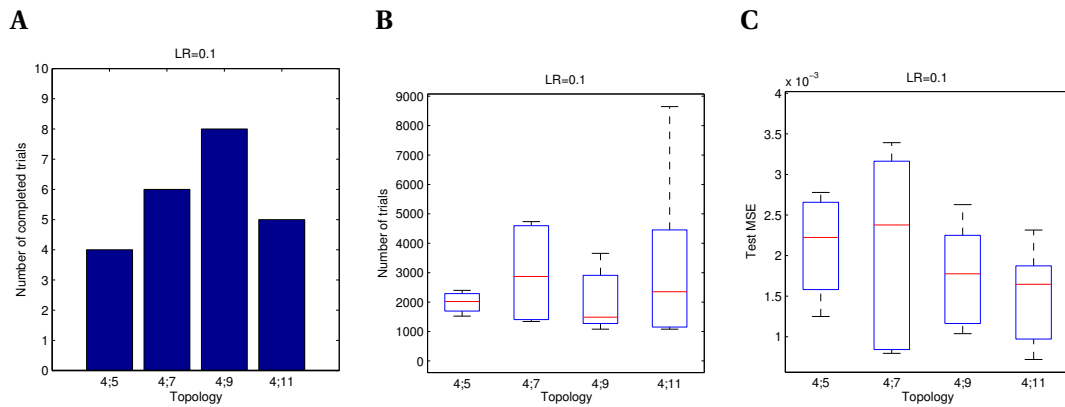 A
LR=0.1
10
9
8
7
6
5
4
3
2
1
0
Number of completed trials
4;5 4;7 4;9 4;11
Topology
B
LR=0.1
9000
8000
7000
6000
5000
4000
3000
2000
1000
0
Number of trials
4;5 4;7 4;9 4;11
Topology
C
x 10⁻³
LR=0.1
4
3.5
3
2.5
2
1.5
1
Test MSE
4;5 4;7 4;9 4;11
Topology